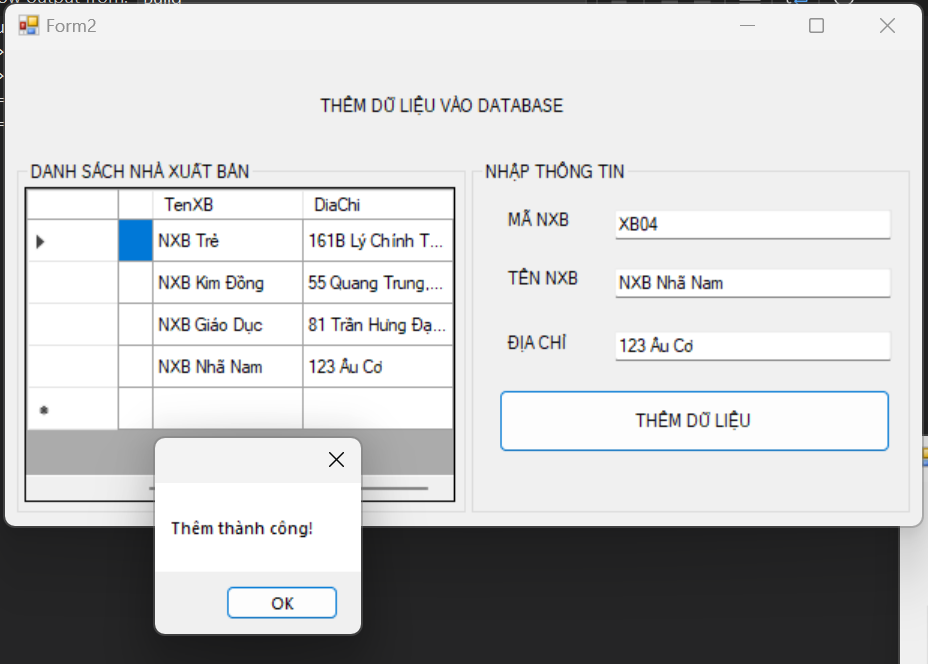 Form2
THÊM DỮ LIỆU VÀO DATABASE
DANH SÁCH NHÀ XUẤT BẢN
TenXB DiaChi
NXB Trẻ 161B Lý Chính T...
NXB Kim Đồng 55 Quang Trung,...
NXB Giáo Dục 81 Trần Hưng Đạ...
NXB Nhã Nam 123 Âu Cơ
NHẬP THÔNG TIN
MÃ NXB XB04
TÊN NXB NXB Nhã Nam
ĐỊA CHỈ 123 Âu Cơ
THÊM DỮ LIỆU
Thêm thành công!
OK